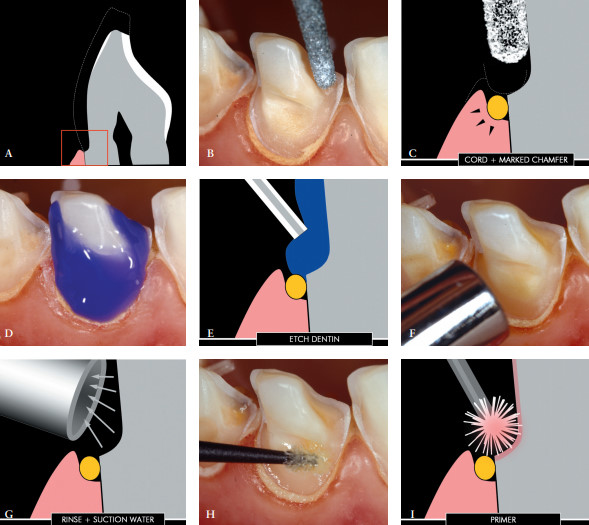 A
B
C
CORD + MARKED CHAMFER
D
E
ETCH DENTIN
F
G
RINSE + SUCTION WATER
H
I
PRIMER